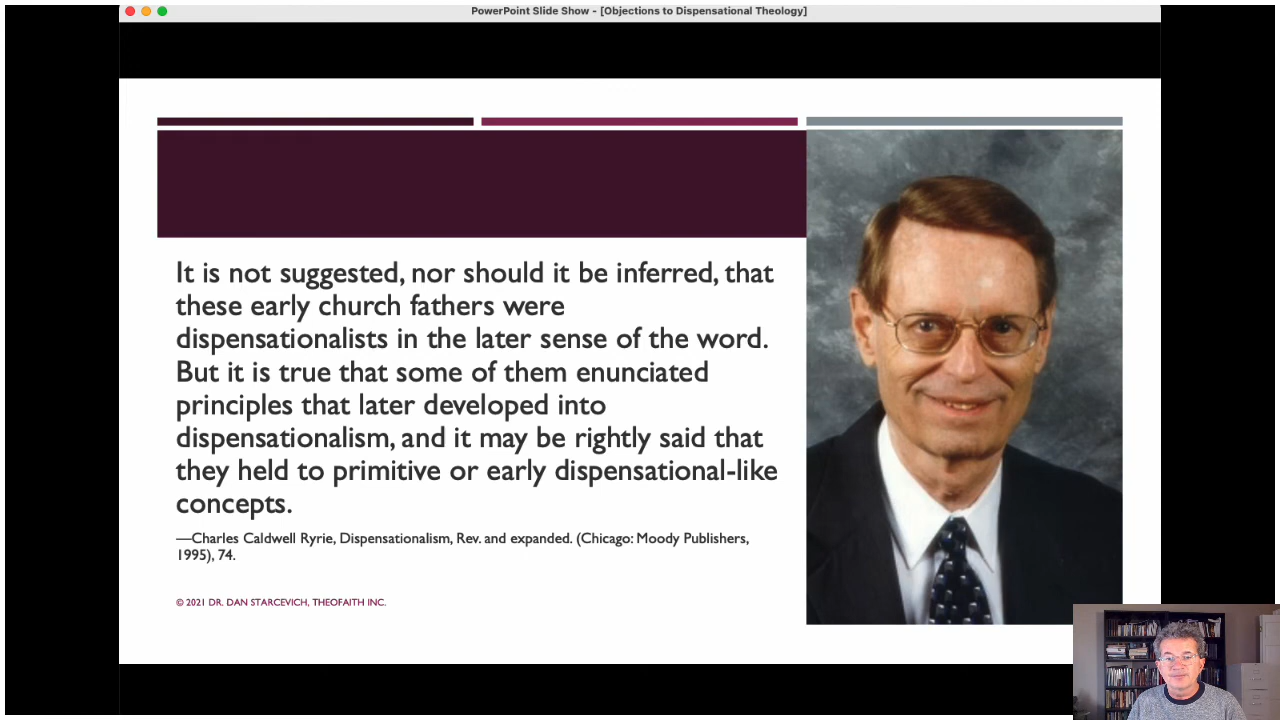 PowerPoint Slide Show - [Objections to Dispensational Theology]
It is not suggested, nor should it be inferred, that
these early church fathers were
dispensationalists in the later sense of the word.
But it is true that some of them enunciated
principles that later developed into
dispensationalism, and it may be rightly said that
they held to primitive or early dispensational-like
concepts.
—Charles Caldwell Ryrie, Dispensationalism, Rev. and expanded. (Chicago: Moody Publishers,
1995), 74.
© 2021 DR. DAN STARCEVICH, THEOFAITH INC.